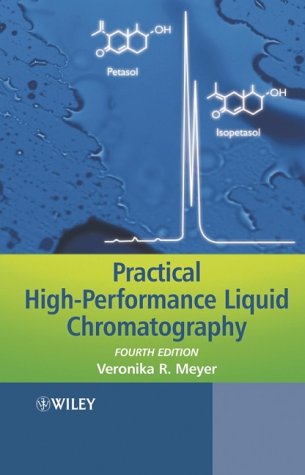 OH
Petasol
OH
Isopetasol
O
O
Practical
High-Performance Liquid
Chromatography
FOURTH EDITION
Veronika R. Meyer
WILEY